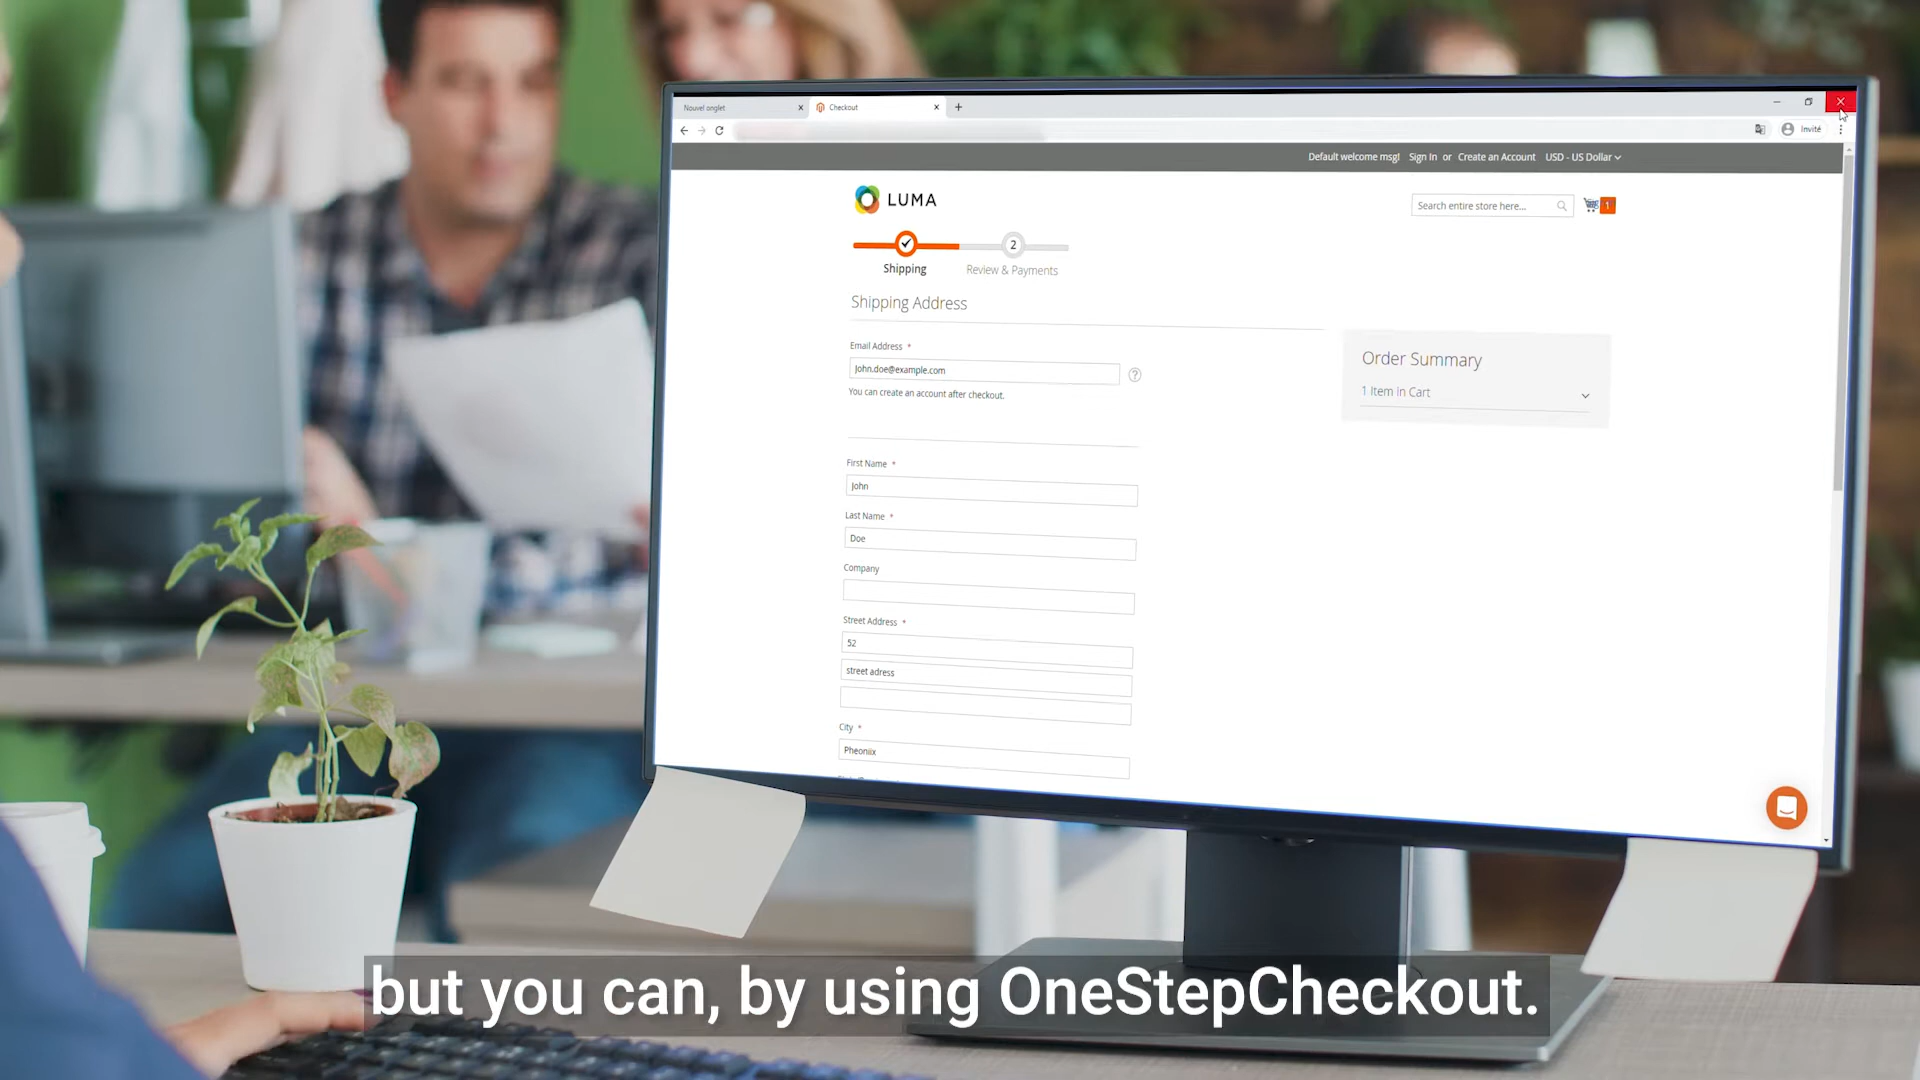 Nouvel onglet
Checkout
Invité
Default welcome msg! Sign In or Create an Account USD - US Dollar
LUMA
Search entire store here...
1
2
Shipping
Review & Payments
Shipping Address
Email Address *
John.doe@example.com
You can create an account after checkout.
Order Summary
1 Item in Cart
First Name *
John
Last Name *
Doe
Company
Street Address *
52
street adress
City *
Pheoniix
but you can, by using OneStepCheckout.